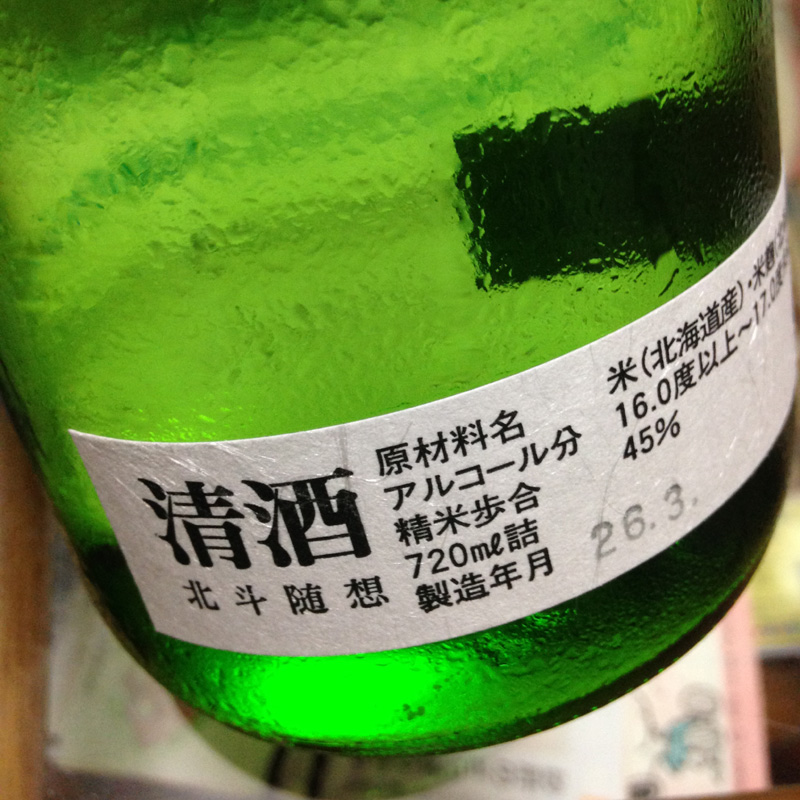 清酒
北斗随想
原材料名 米(北海道産)・米麹
アルコール分 16.0度以上~17.0度
精米歩合 45%
720ml詰
製造年月 26.3.